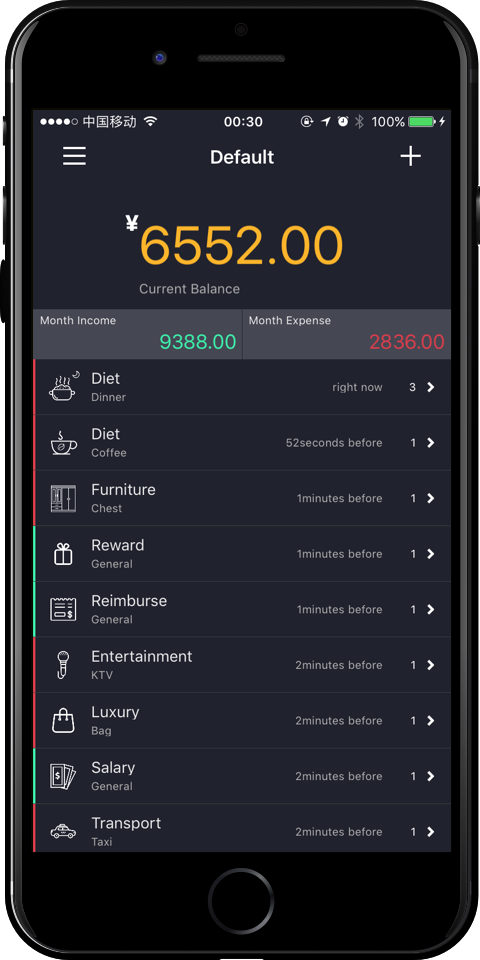 中国移动 00:30 100%
Default
¥6552.00
Current Balance
Month Income Month Expense
9388.00 2836.00
Diet
Dinner
right now 3
Diet
Coffee
52seconds before 1
Furniture
Chest
1minutes before 1
Reward
General
1minutes before 1
Reimburse
General
1minutes before 1
Entertainment
KTV
2minutes before 1
Luxury
Bag
2minutes before 1
Salary
General
2minutes before 1
Transport
Taxi
2minutes before 1